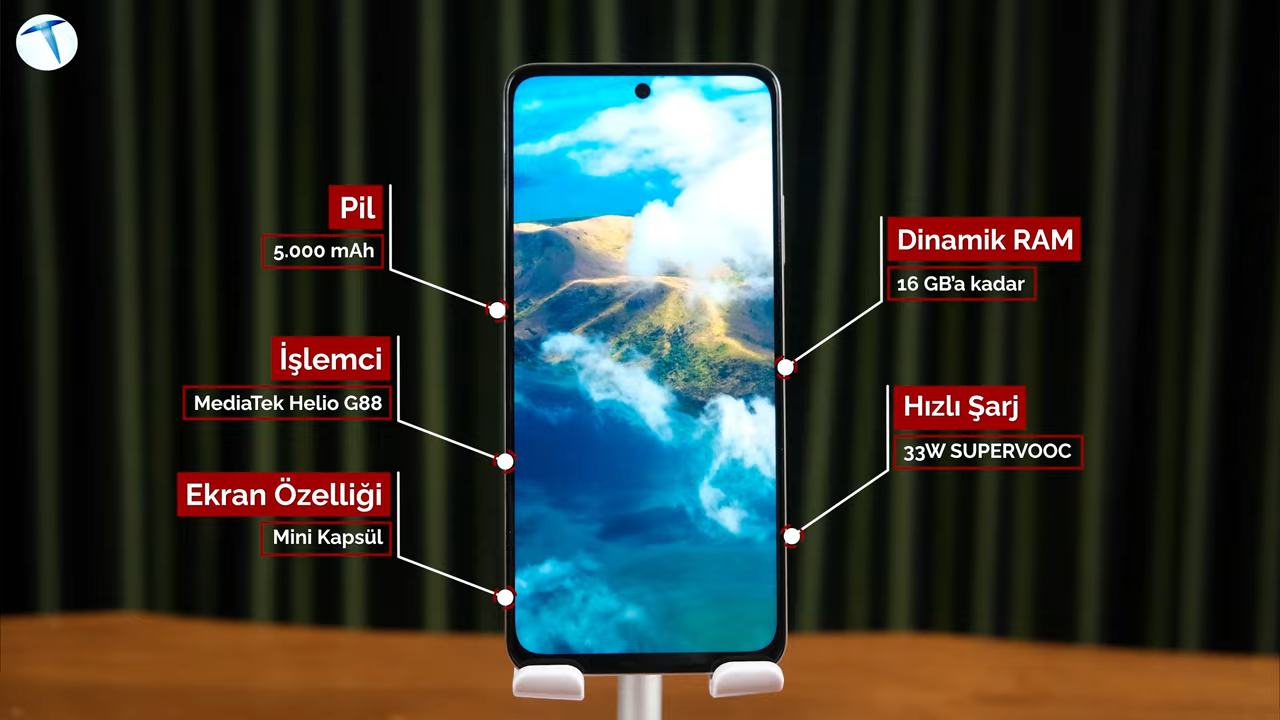 Pil
5.000 mAh
İşlemci
MediaTek Helio G88
Ekran Özelliği
Mini Kapsül
Dinamik RAM
16 GB'a kadar
Hızlı Şarj
33W SUPERVOOC